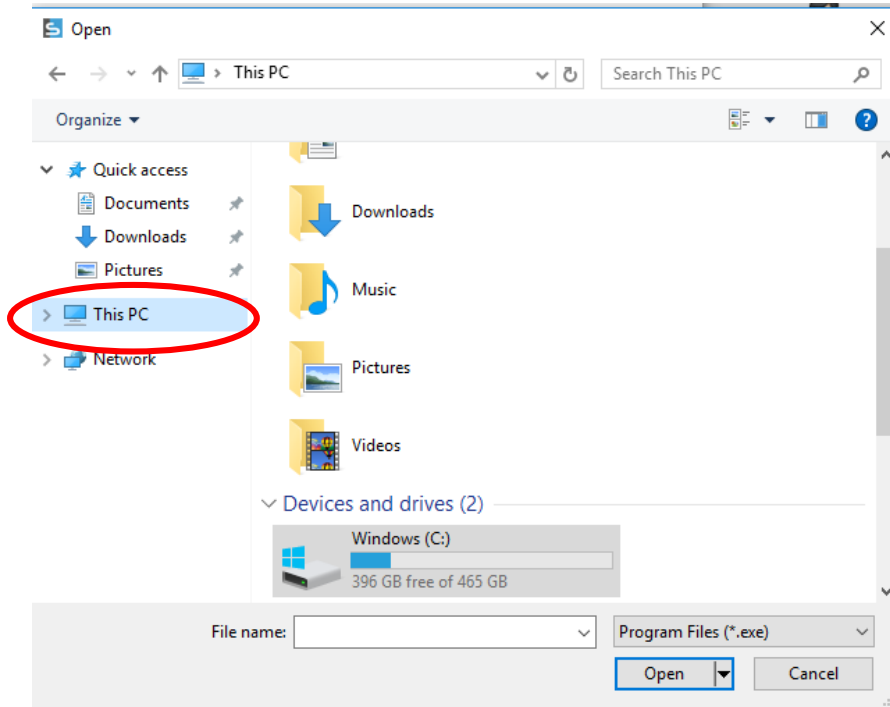 Open
This PC
Search This PC
Organize
Quick access
Documents
Downloads
Pictures
This PC
Network
Downloads
Music
Pictures
Videos
Devices and drives (2)
Windows (C:)
396 GB free of 465 GB
File name:
Program Files (*.exe)
Open
Cancel